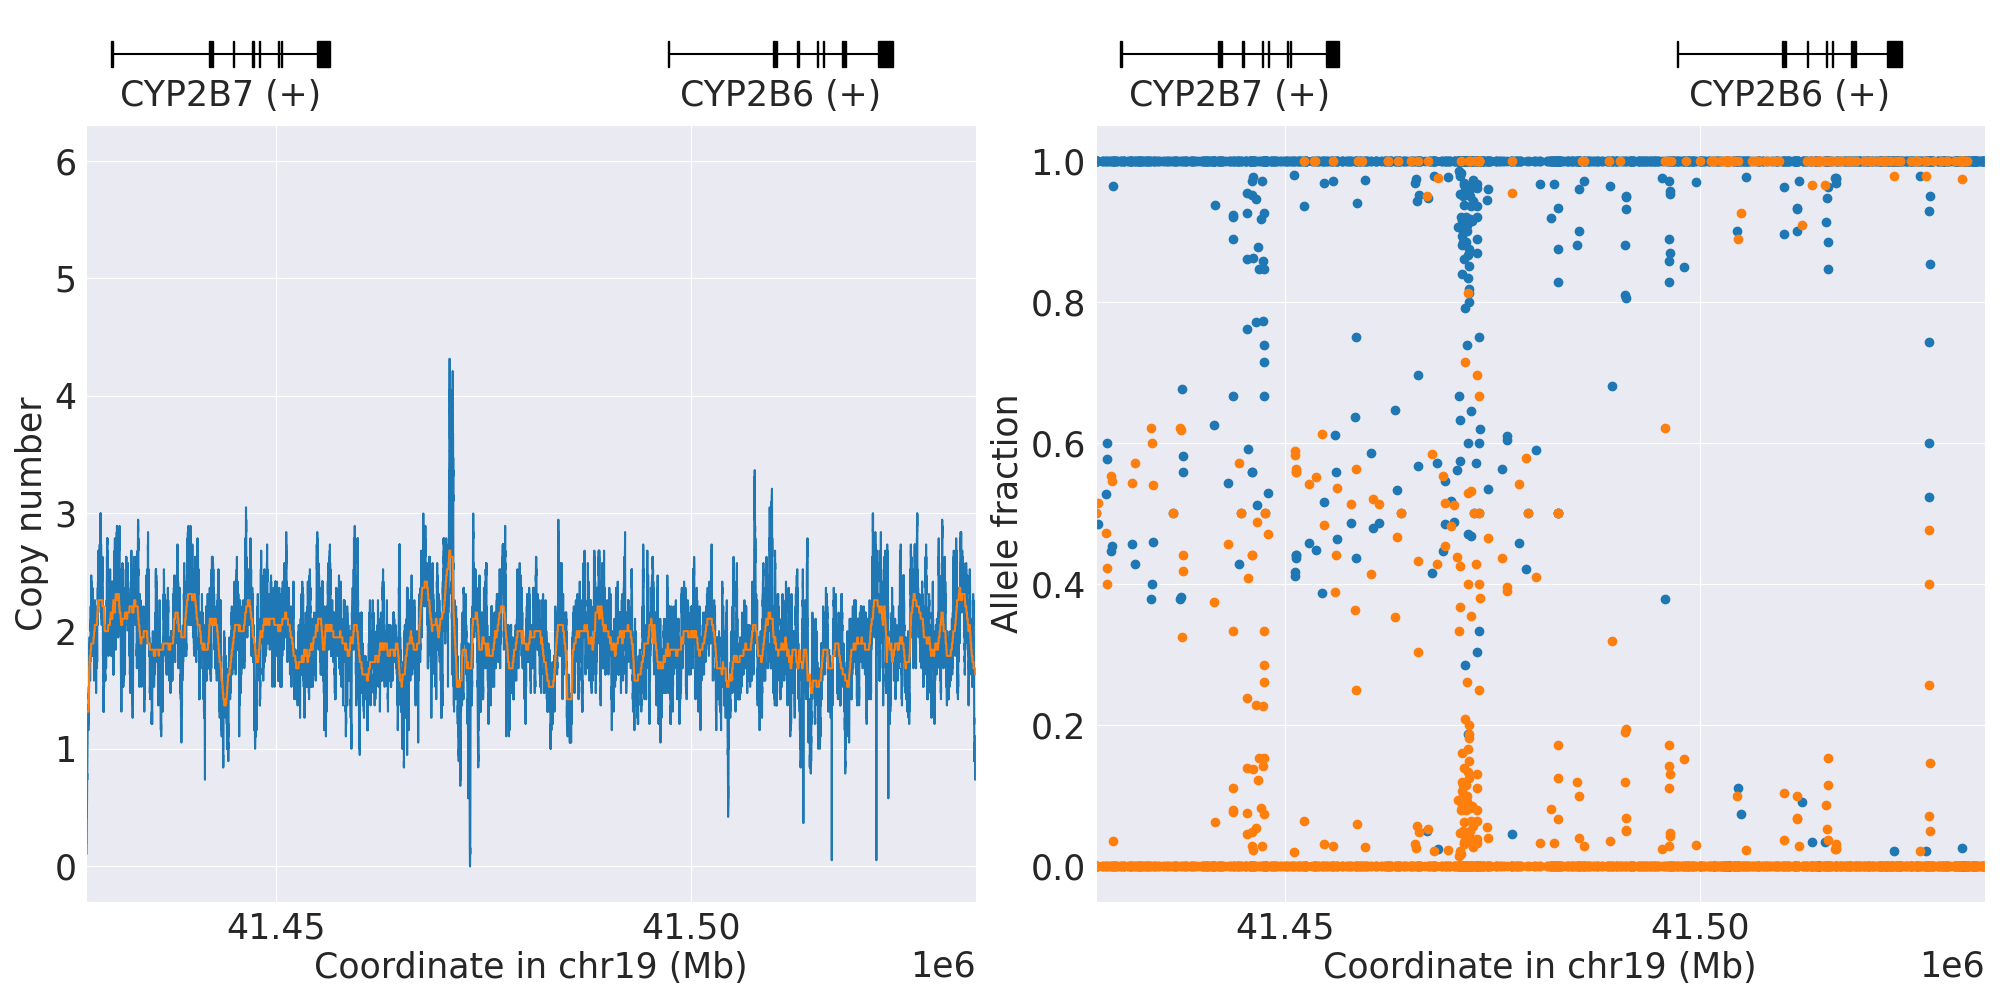 CYP2B7 (+)
CYP2B6 (+)
6
5
4
3
2
1
0
Copy number
41.45
41.50
Coordinate in chr19 (Mb)
1e6
CYP2B7 (+)
CYP2B6 (+)
1.0
0.8
0.6
0.4
0.2
0.0
Allele fraction
41.45
41.50
Coordinate in chr19 (Mb)
1e6